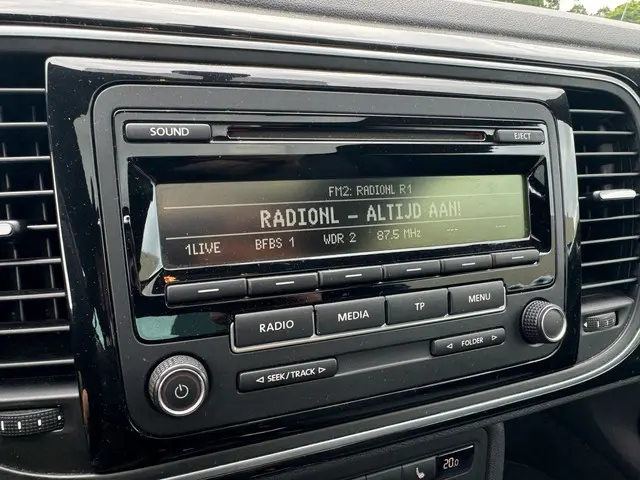 SOUND
EJECT
FM2: RADIONL R1
RADIONL - ALTIJD AAN!
1LIVE BFBS 1 WDR 2 87.5 MHz --- ---
RADIO MEDIA TP MENU
◁ SEEK / TRACK ▷
◁ FOLDER ▷
20.0